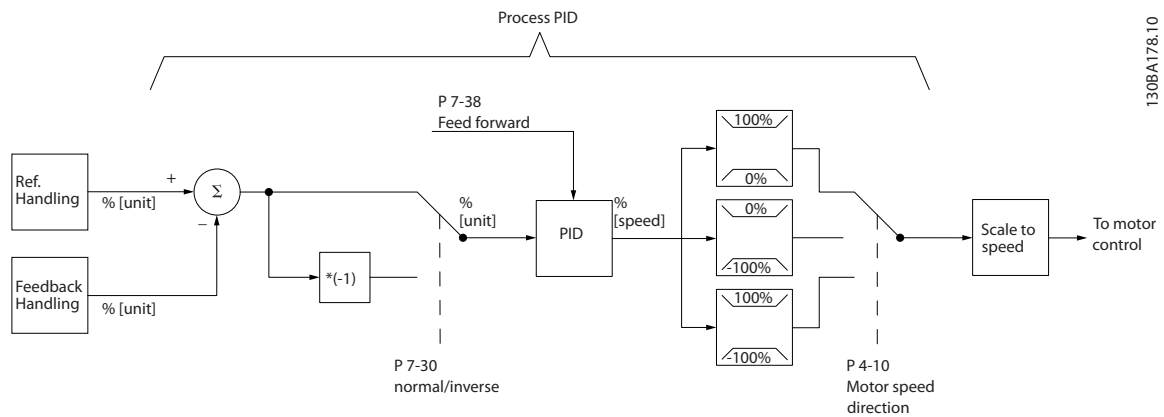 Process PID
130BA178.10
P 7-38
Feed forward
100%
0%
Ref.
Handling
+
% [unit]
Σ
−
%
[unit]
PID
%
[speed]
0%
-100%
Scale to
speed
To motor
control
Feedback
Handling
% [unit]
*(-1)
100%
-100%
P 7-30
normal/inverse
P 4-10
Motor speed
direction